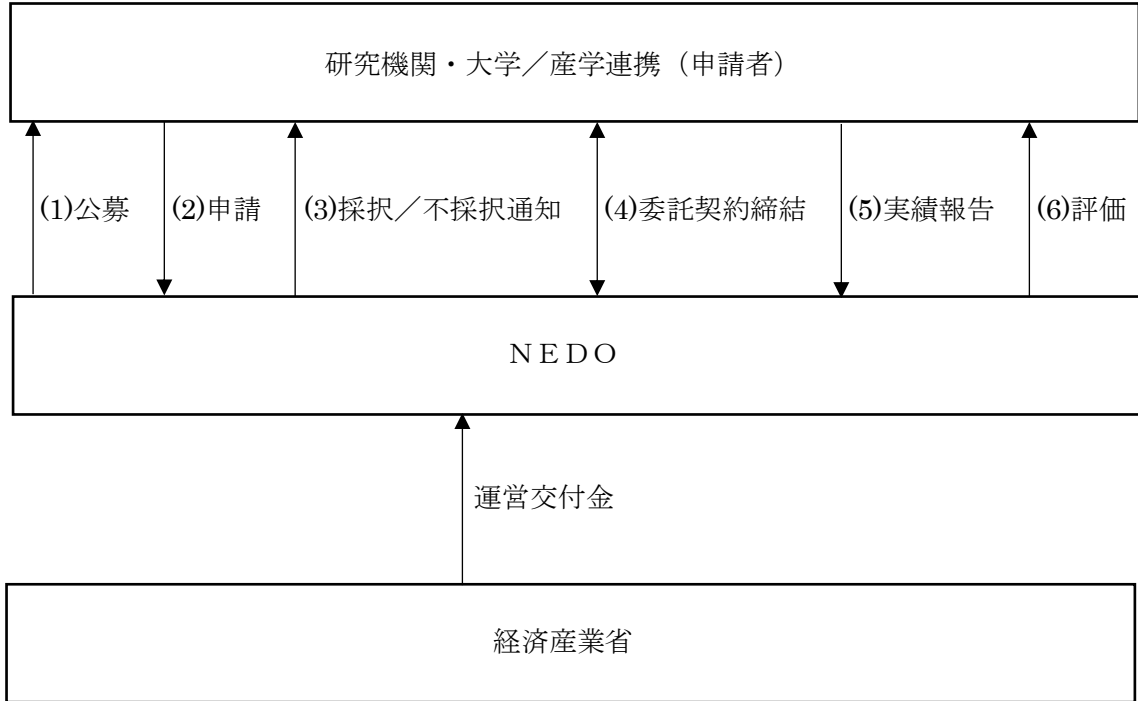 研究機関・大学／産学連携（申請者）
(1)公募
(2)申請
(3)採択／不採択通知
(4)委託契約締結
(5)実績報告
(6)評価
ＮＥＤＯ
運営交付金
経済産業省